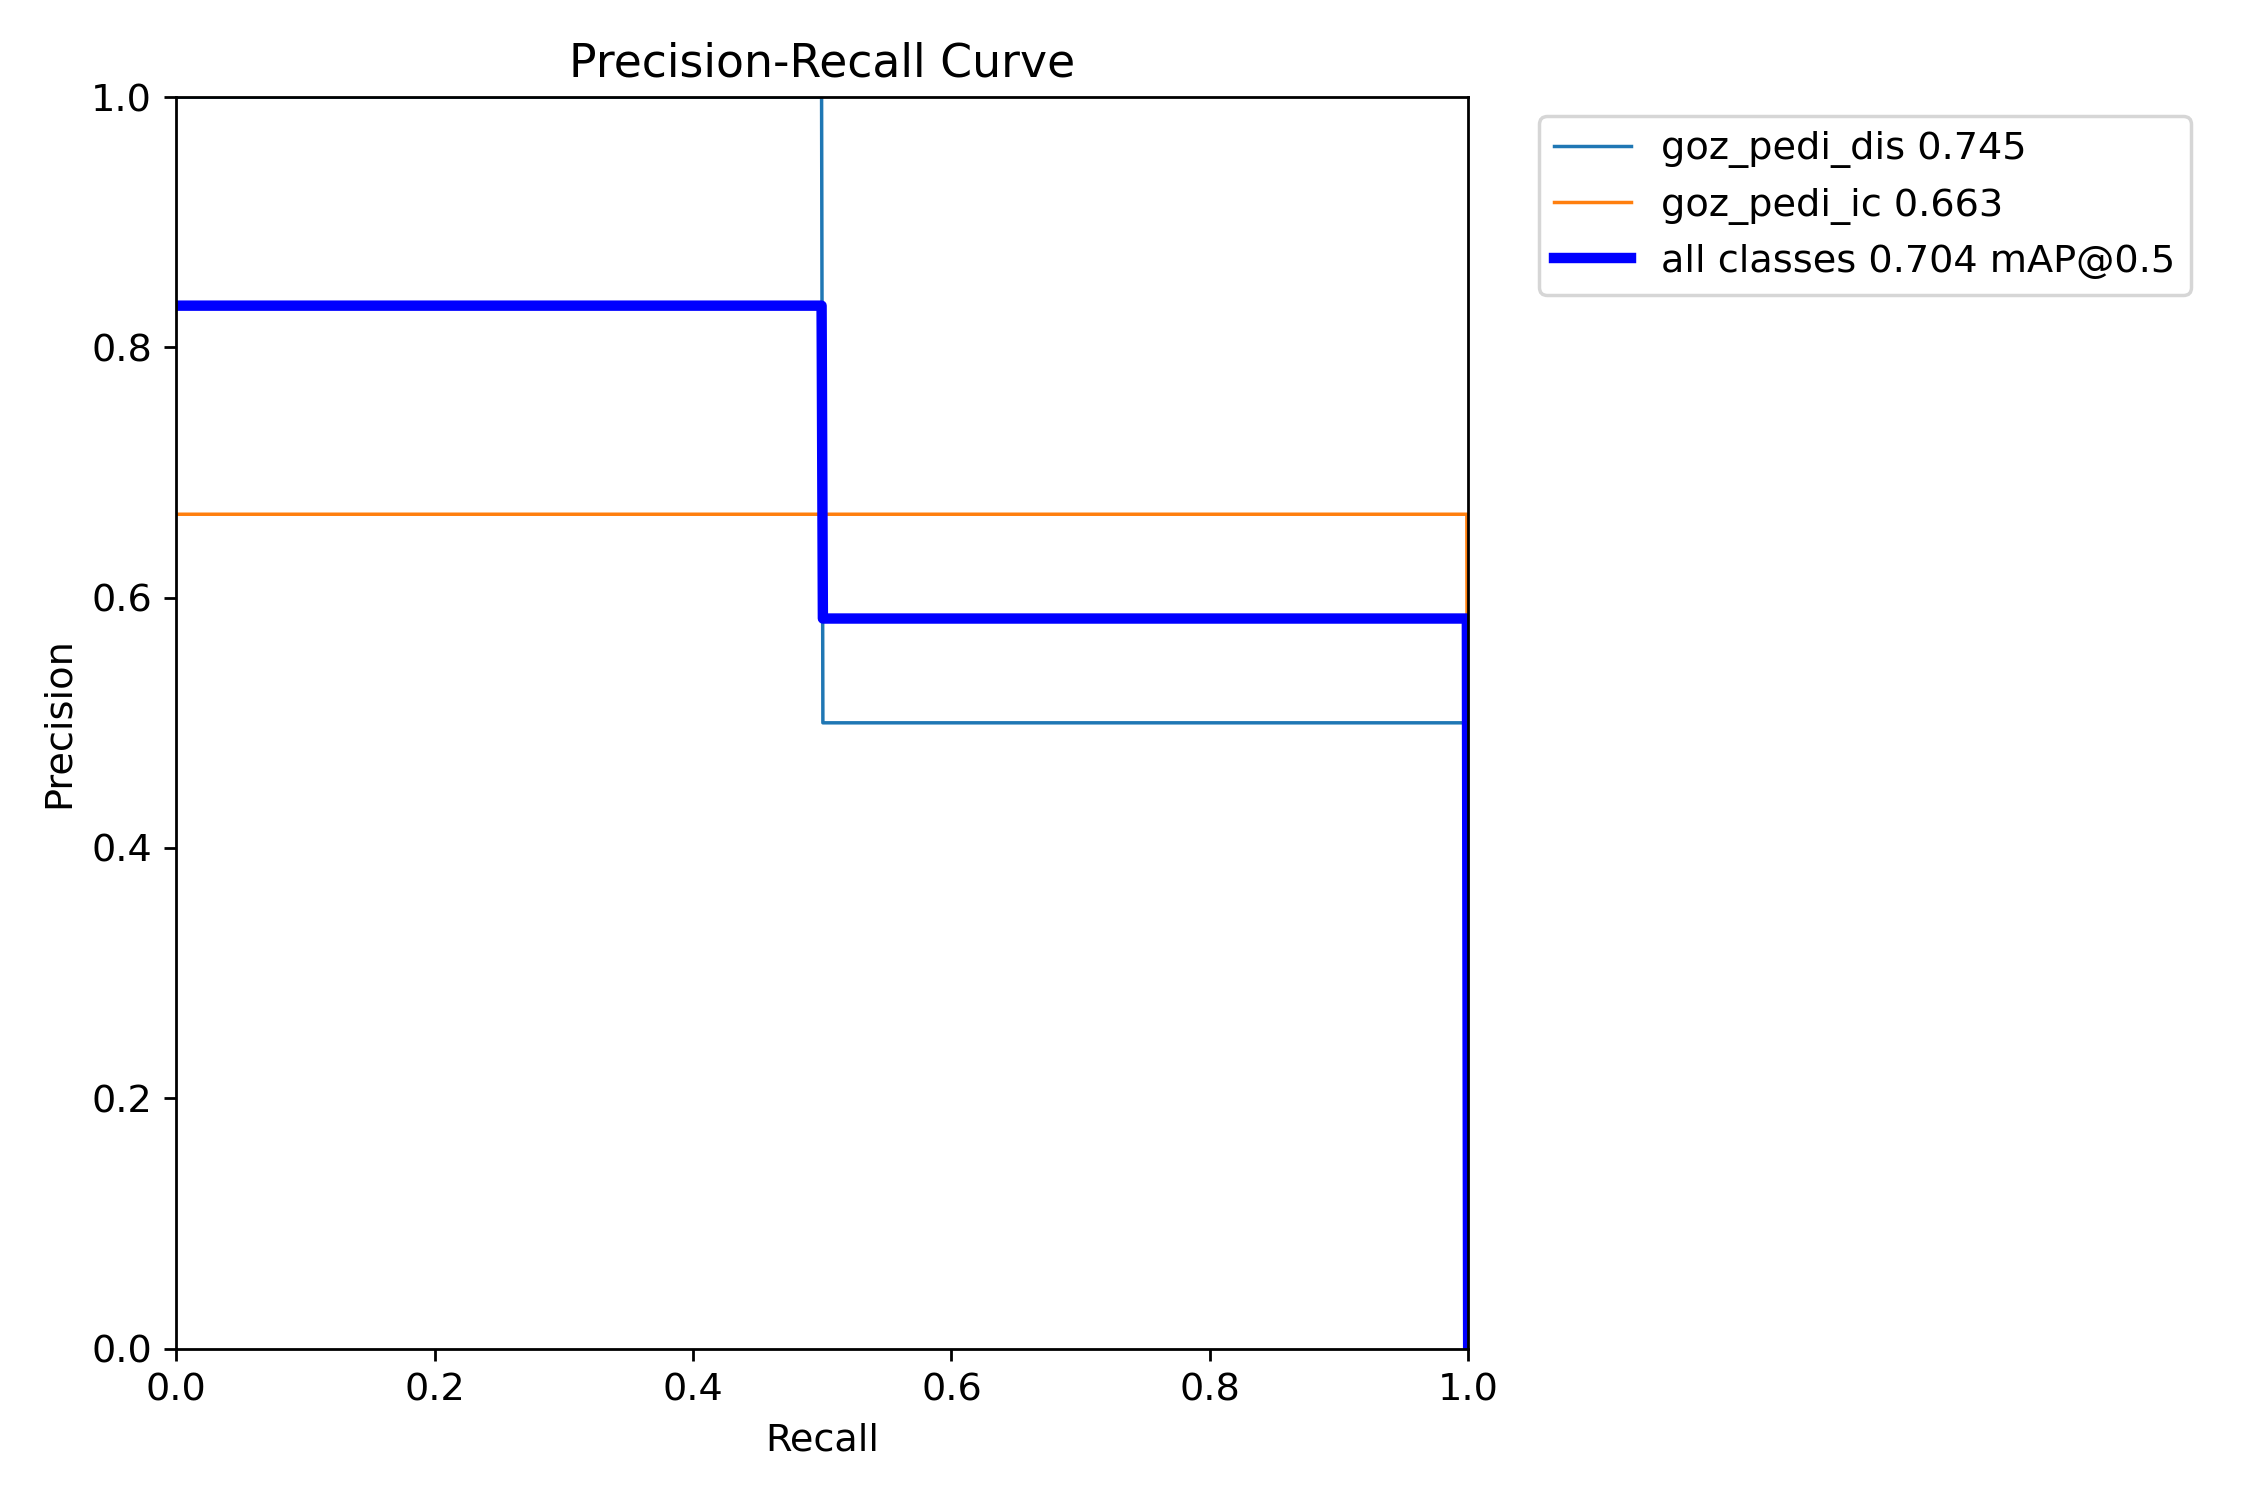 Precision-Recall Curve
1.0
0.8
0.6
0.4
0.2
0.0
Precision
0.0 0.2 0.4 0.6 0.8 1.0
Recall
goz_pedi_dis 0.745
goz_pedi_ic 0.663
all classes 0.704 mAP@0.5